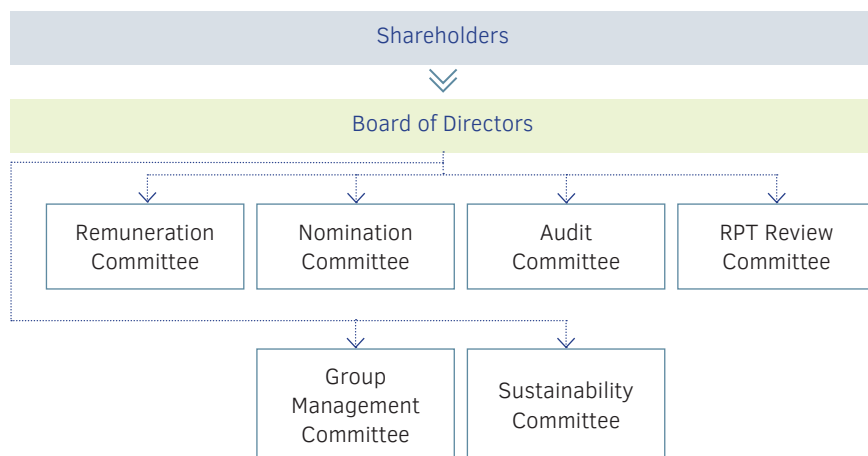 Shareholders
Board of Directors
Remuneration
Committee
Nomination
Committee
Audit
Committee
RPT Review
Committee
Group
Management
Committee
Sustainability
Committee